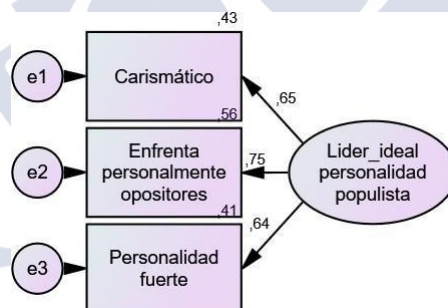 ,43
e1
Carismático
,65
,56
e2
Enfrenta
personalmente
opositores
,75
Lider_ideal
personalidad
populista
,41
,64
e3
Personalidad
fuerte